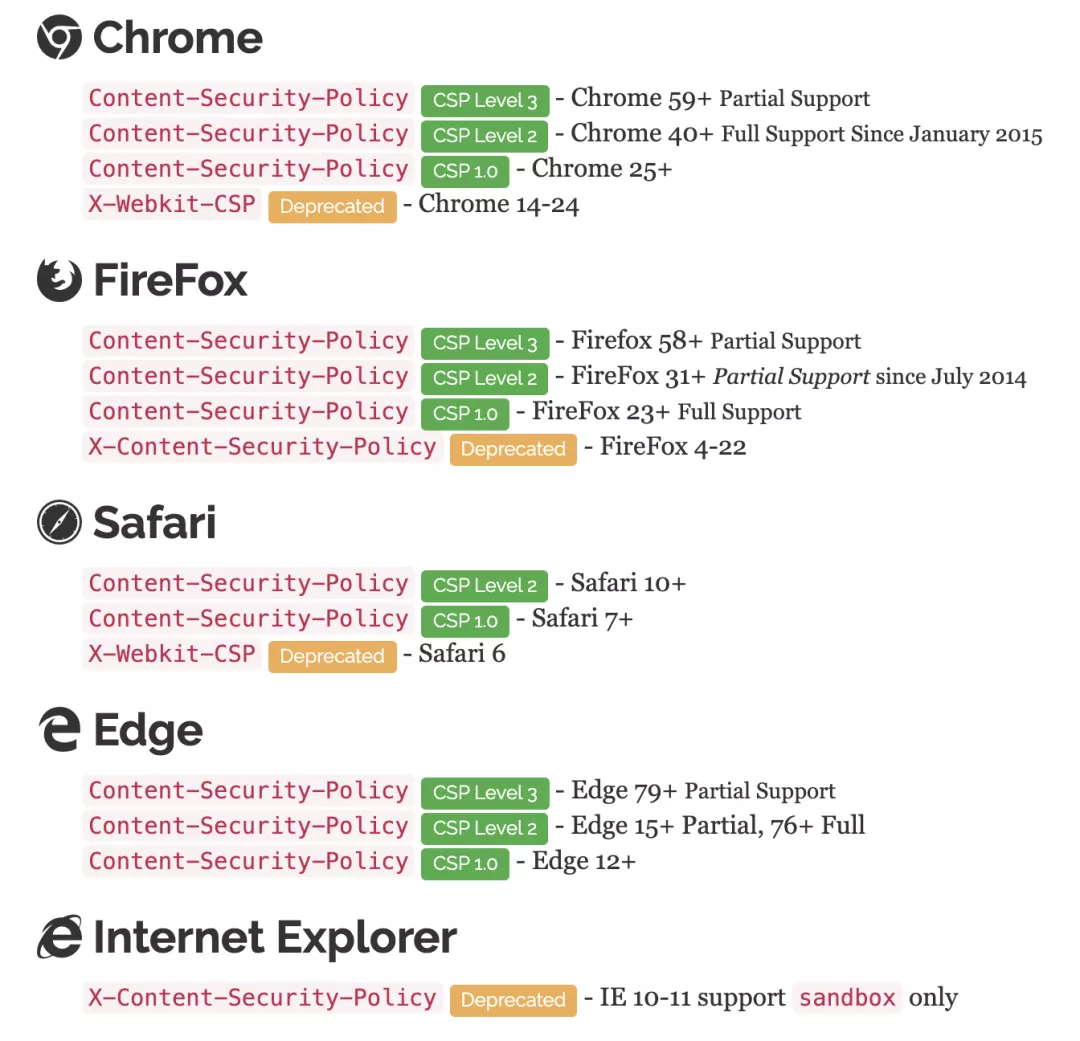 Chrome
Content-Security-Policy CSP Level 3 - Chrome 59+ Partial Support
Content-Security-Policy CSP Level 2 - Chrome 40+ Full Support Since January 2015
Content-Security-Policy CSP 1.0 - Chrome 25+
X-Webkit-CSP Deprecated - Chrome 14-24
FireFox
Content-Security-Policy CSP Level 3 - Firefox 58+ Partial Support
Content-Security-Policy CSP Level 2 - FireFox 31+ Partial Support since July 2014
Content-Security-Policy CSP 1.0 - FireFox 23+ Full Support
X-Content-Security-Policy Deprecated - FireFox 4-22
Safari
Content-Security-Policy CSP Level 2 - Safari 10+
Content-Security-Policy CSP 1.0 - Safari 7+
X-Webkit-CSP Deprecated - Safari 6
Edge
Content-Security-Policy CSP Level 3 - Edge 79+ Partial Support
Content-Security-Policy CSP Level 2 - Edge 15+ Partial, 76+ Full
Content-Security-Policy CSP 1.0 - Edge 12+
Internet Explorer
X-Content-Security-Policy Deprecated - IE 10-11 support sandbox only